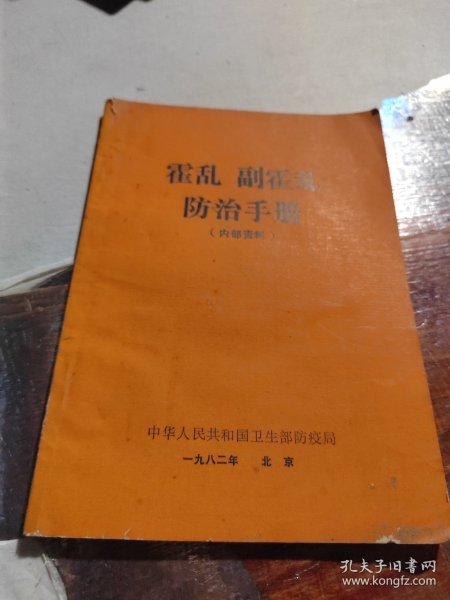 霍乱 副霍乱
防治手册
（内部资料）
中华人民共和国卫生部防疫局
一九八二年 北京
孔夫子旧书网
www.kongfz.com